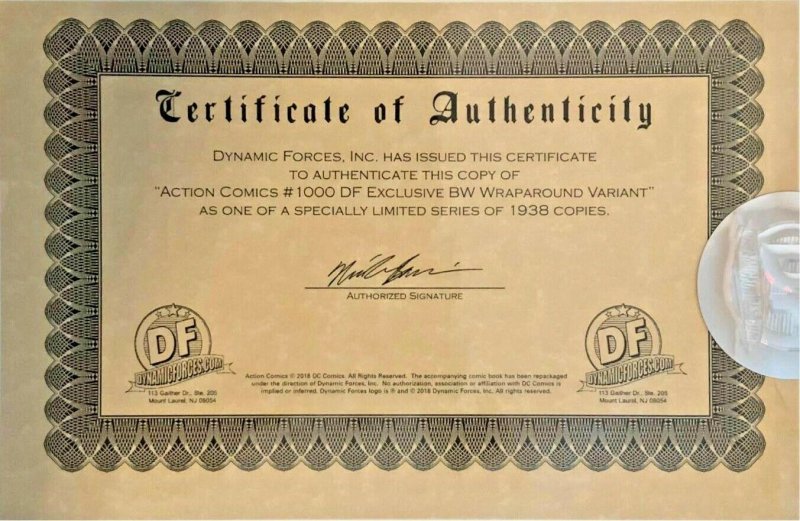 Certificate of Authenticity
DYNAMIC FORCES, INC. HAS ISSUED THIS CERTIFICATE
TO AUTHENTICATE THIS COPY OF
"ACTION COMICS #1000 DF EXCLUSIVE BW WRAPAROUND VARIANT"
AS ONE OF A SPECIALLY LIMITED SERIES OF 1938 COPIES.
AUTHORIZED SIGNATURE
DF
DYNAMICFORCES.COM
113 Gaither Dr., Ste. 205
Mount Laurel, NJ 08054
Action Comics © 2018 DC Comics. All Rights Reserved. The accompanying comic book has been repackaged
under the direction of Dynamic Forces, Inc. No authorization, association or affiliation with DC Comics is
implied or inferred. Dynamic Forces logo is ® and © 2018 Dynamic Forces, Inc. All rights reserved.
DF
DYNAMICFORCES.COM
113 Gaither Dr., Ste. 205
Mount Laurel, NJ 08054